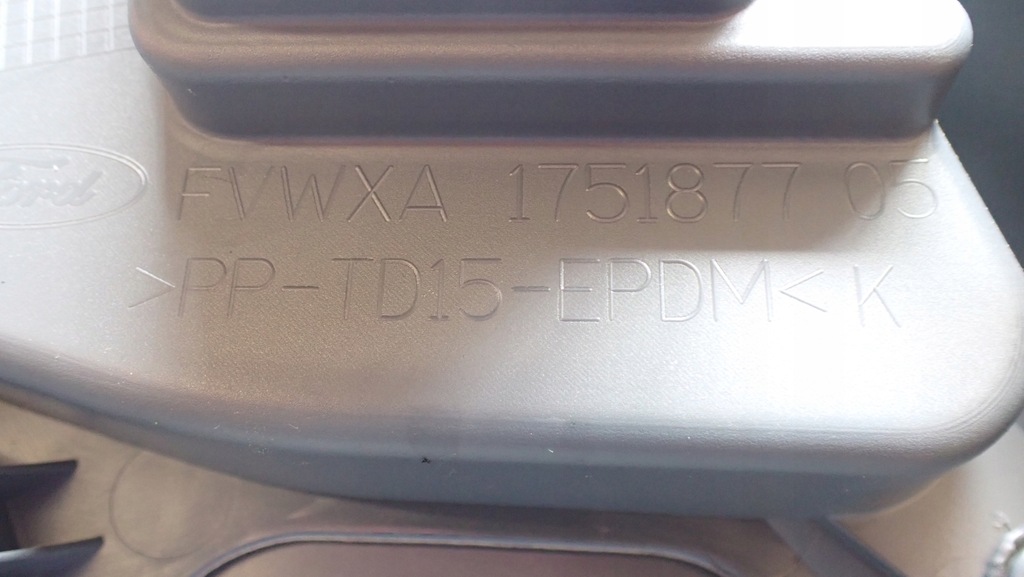 Ford FVWXA 1751877 05
>PP-TD15-EPDM< K